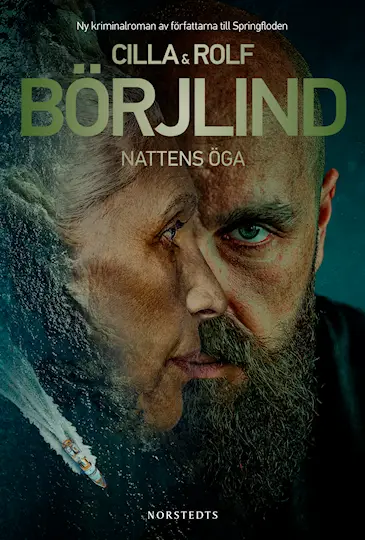 Ny kriminalroman av författarna till Springfloden
CILLA & ROLF
BÖRJLIND
NATTENS ÖGA
NORSTEDTS